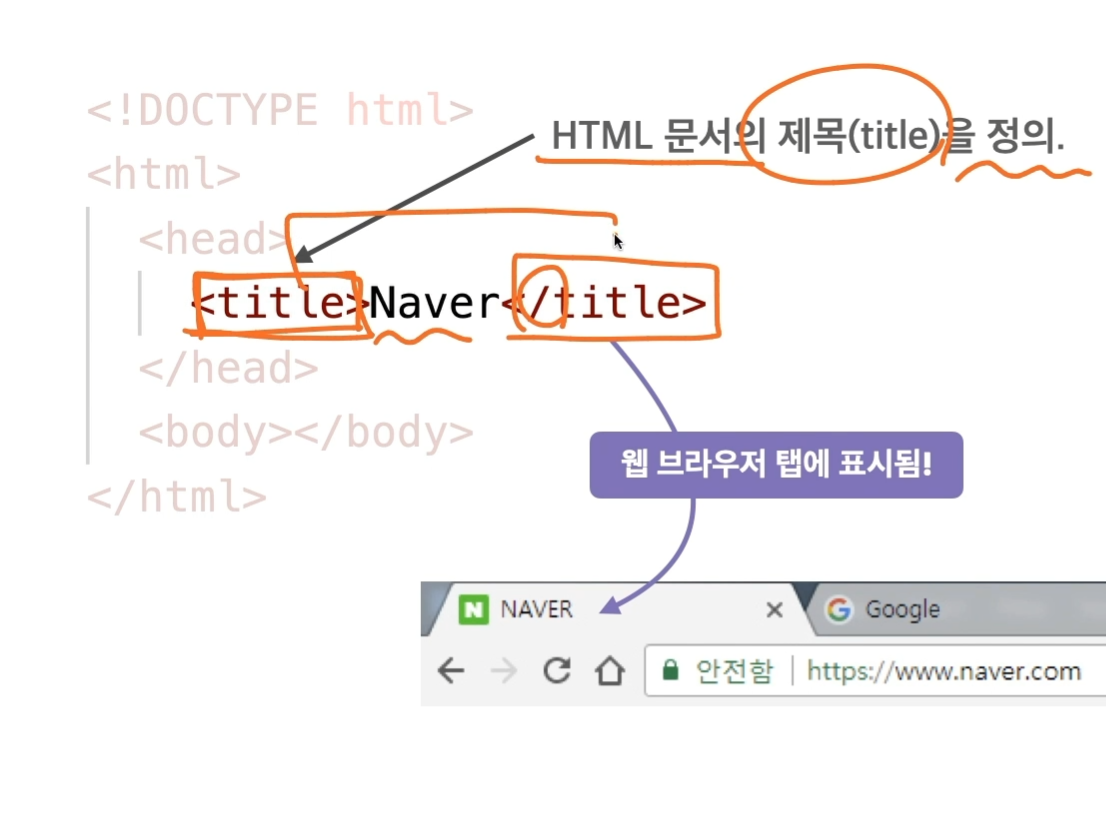 <!DOCTYPE html>
HTML 문서의 제목(title)을 정의.
<html>
<head>
<title>Naver</title>
</head>
<body></body>
웹 브라우저 탭에 표시됨!
</html>
N NAVER × G Google
안전함 | https://www.naver.com